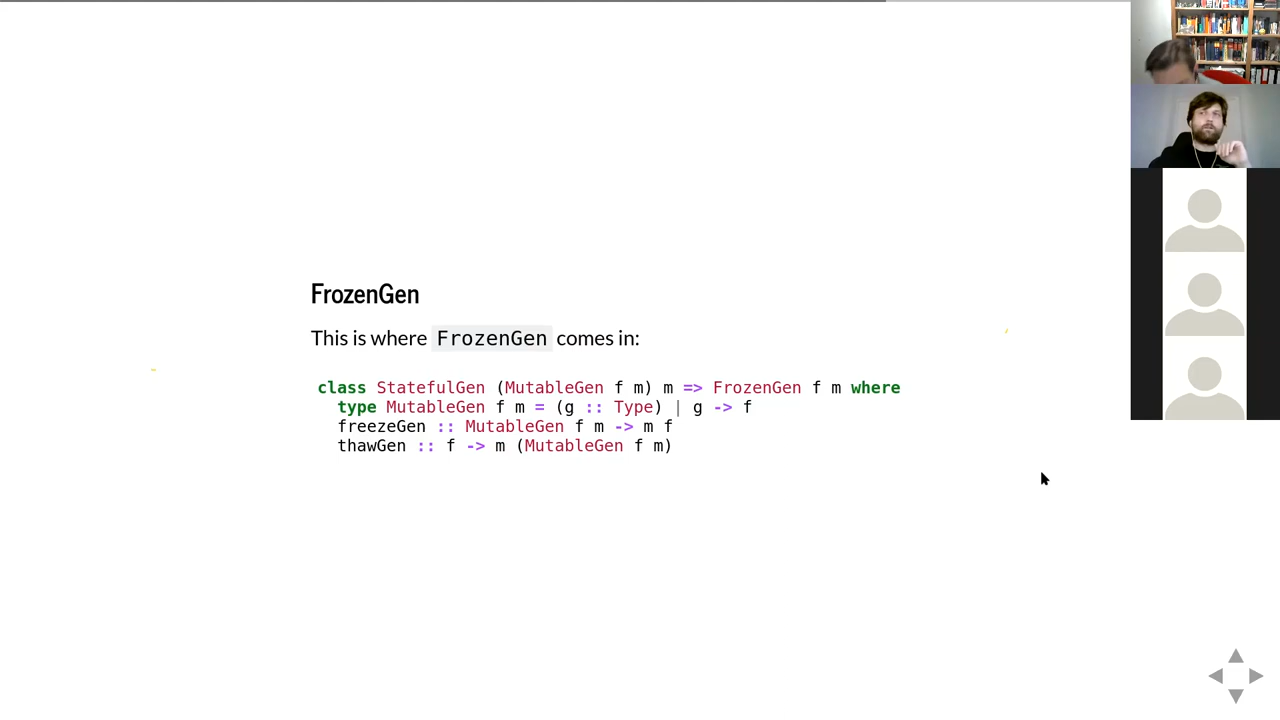 FrozenGen
This is where FrozenGen comes in:
class StatefulGen (MutableGen f m) m => FrozenGen f m where
type MutableGen f m = (g :: Type) | g -> f
freezeGen :: MutableGen f m -> m f
thawGen :: f -> m (MutableGen f m)